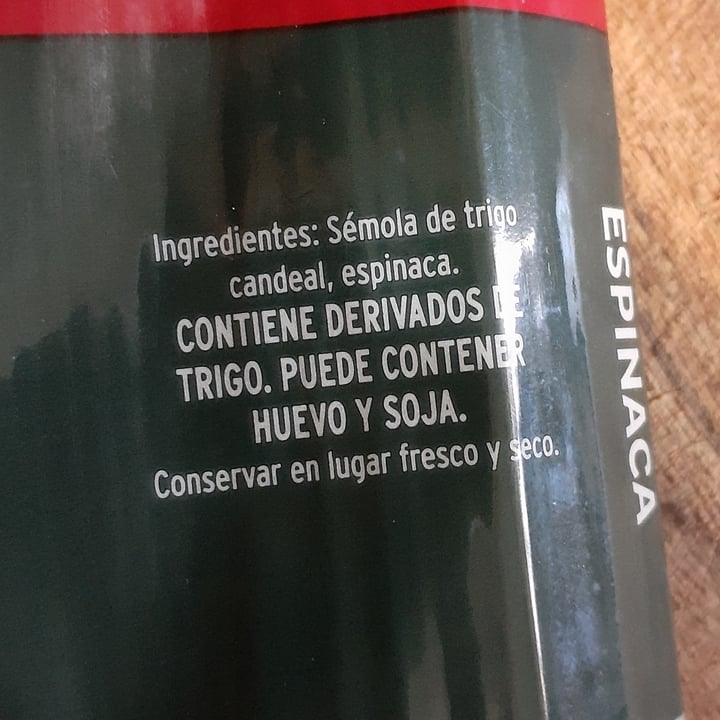 Ingredientes: Sémola de trigo
candeal, espinaca.
CONTIENE DERIVADOS DE
TRIGO. PUEDE CONTENER
HUEVO Y SOJA.
Conservar en lugar fresco y seco.
ESPINACA